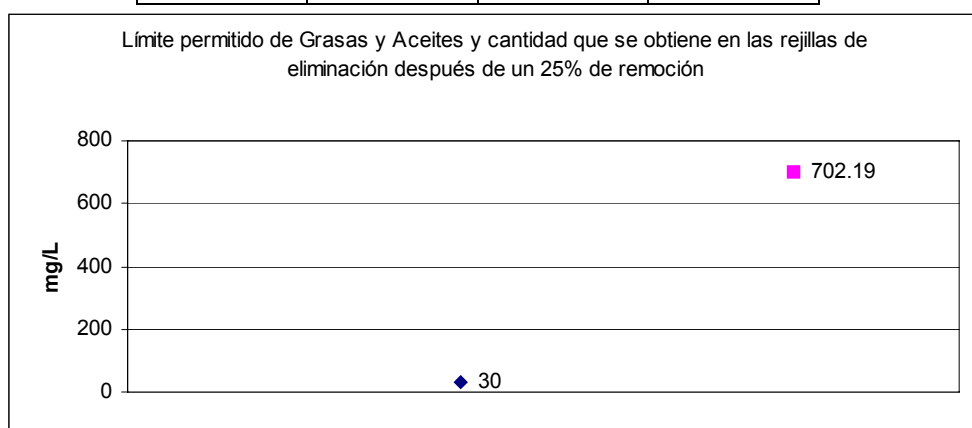 Límite permitido de Grasas y Aceites y cantidad que se obtiene en las rejillas de
eliminación después de un 25% de remoción
800
702.19
600
mg/L
400
200
30
0